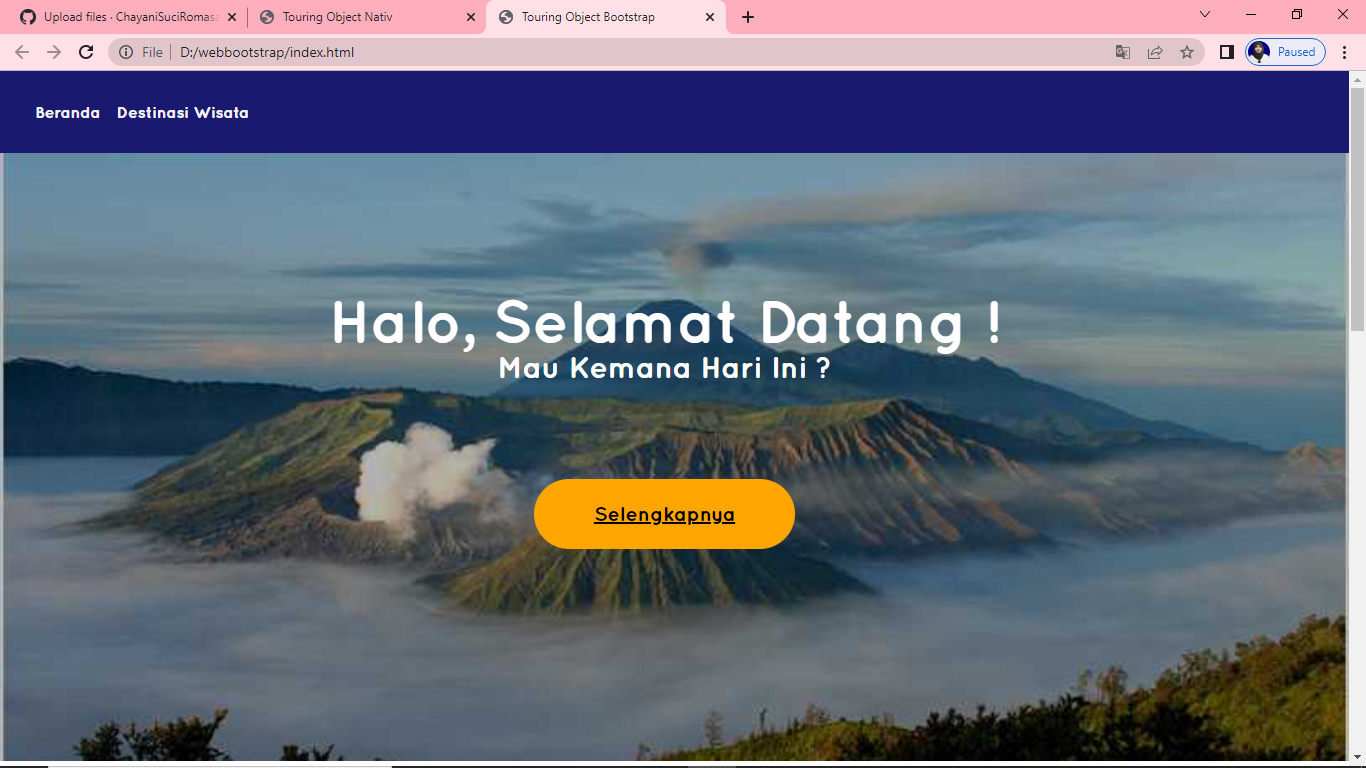 Upload files · ChayaniSuciRomasa
Touring Object Nativ
Touring Object Bootstrap
File
D:/webbootstrap/index.html
Paused
Beranda
Destinasi Wisata
Halo, Selamat Datang !
Mau Kemana Hari Ini ?
Selengkapnya